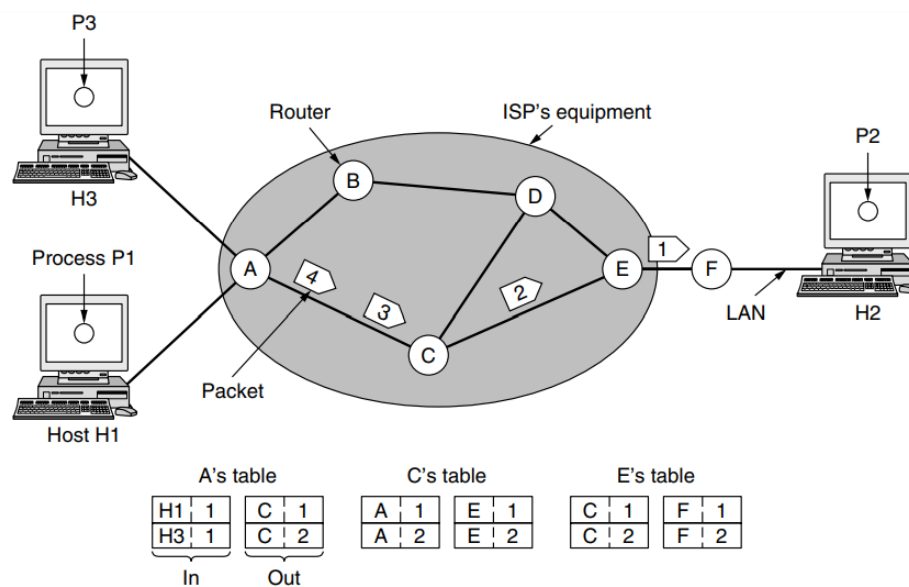 P3
Router
ISP's equipment
P2
B
D
H3
Process P1
A
4
3
2
1
E
F
C
LAN
H2
Packet
Host H1
A's table
C's table
E's table
H1 1 C 1 A 1 E 1 C 1 F 1
H3 1 C 2 A 2 E 2 C 2 F 2
In Out